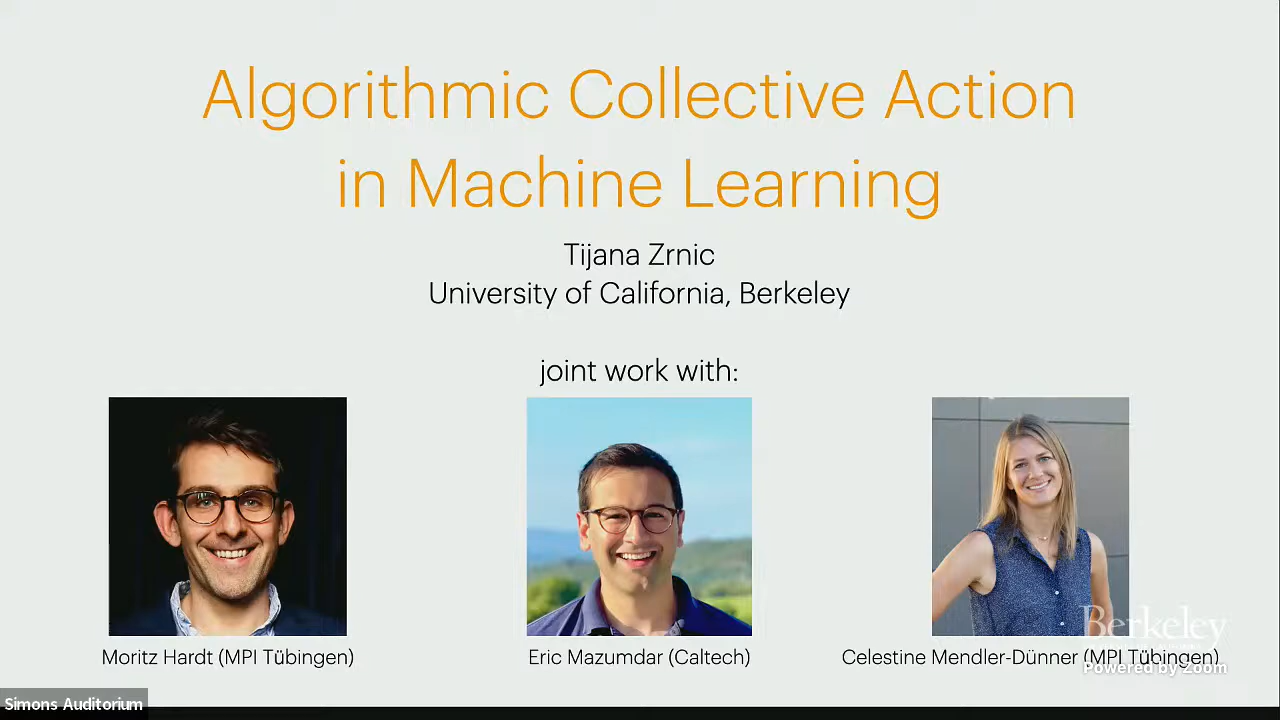 Algorithmic Collective Action
in Machine Learning
Tijana Zrnic
University of California, Berkeley
joint work with:
Moritz Hardt (MPI Tübingen)
Eric Mazumdar (Caltech)
Celestine Mendler-Dünner (MPI Tübingen)
Berkeley
Powered by Zoom
Simons Auditorium